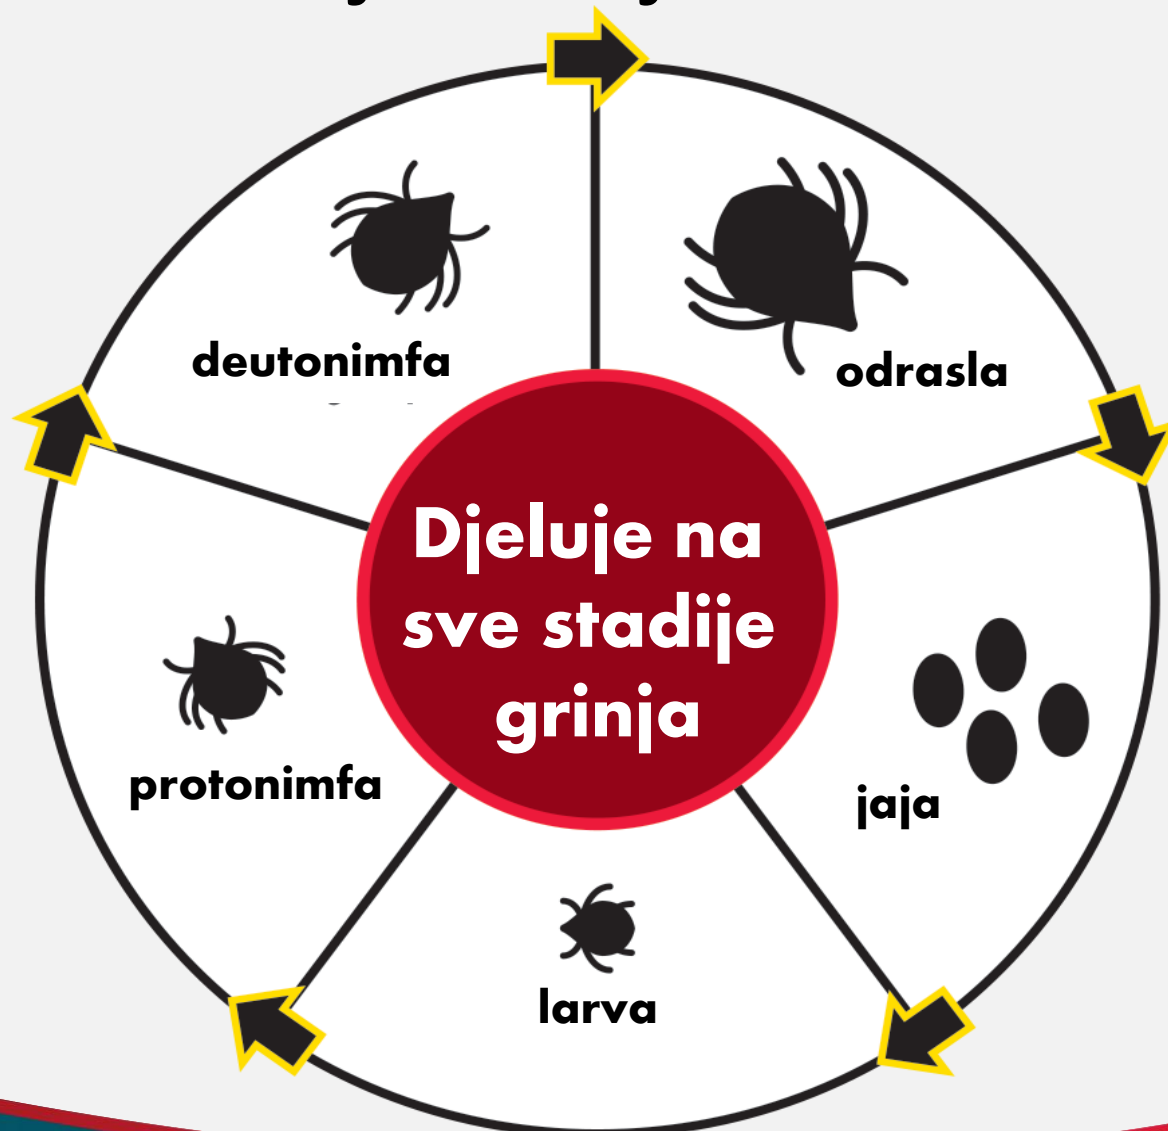 deutonimfa
odrasla
Djeluje na
sve stadije
grinja
protonimfa
jaja
larva